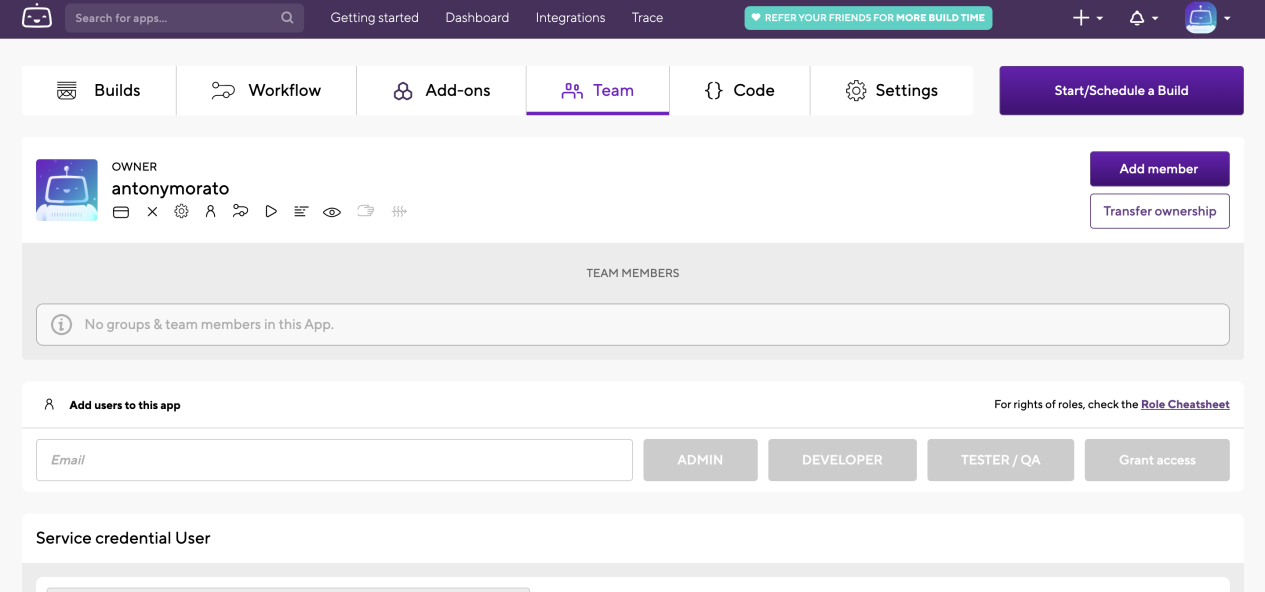 Search for apps...
Getting started
Dashboard
Integrations
Trace
REFER YOUR FRIENDS FOR MORE BUILD TIME
Builds
Workflow
Add-ons
Team
Code
Settings
Start/Schedule a Build
OWNER
antonymorato
Add member
Transfer ownership
TEAM MEMBERS
No groups & team members in this App.
Add users to this app
For rights of roles, check the Role Cheatsheet
Email
ADMIN
DEVELOPER
TESTER / QA
Grant access
Service credential User